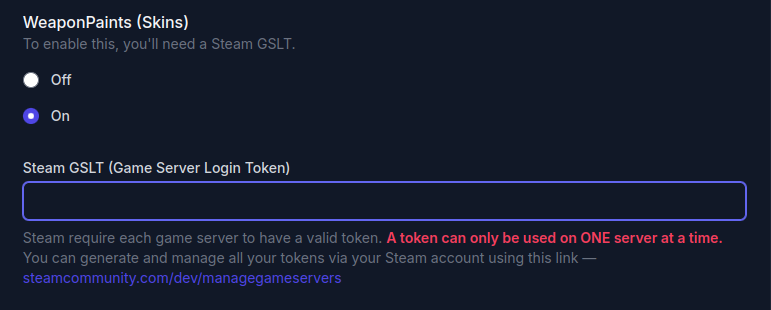 WeaponPaints (Skins)
To enable this, you'll need a Steam GSLT.
Off
On
Steam GSLT (Game Server Login Token)
Steam require each game server to have a valid token. A token can only be used on ONE server at a time.
You can generate and manage all your tokens via your Steam account using this link —
steamcommunity.com/dev/managegameservers